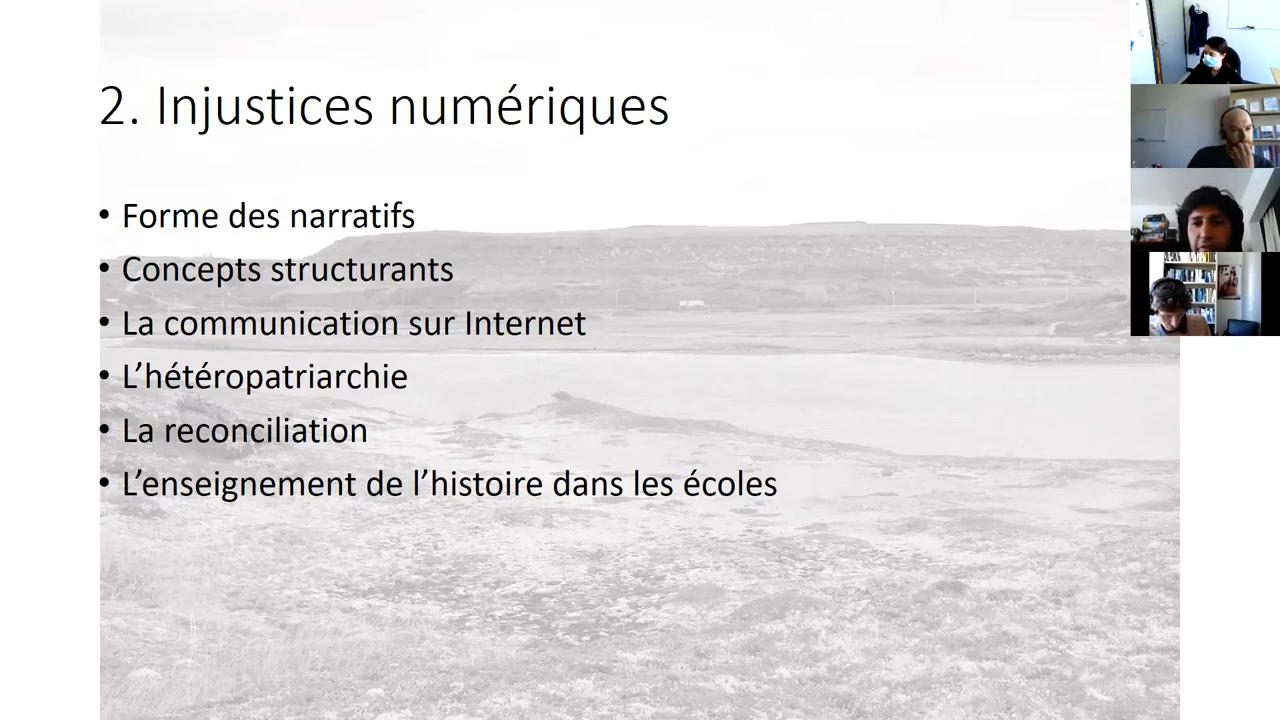 2. Injustices numériques
• Forme des narratifs
• Concepts structurants
• La communication sur Internet
• L’hétéropatriarchie
• La reconciliation
• L’enseignement de l’histoire dans les écoles